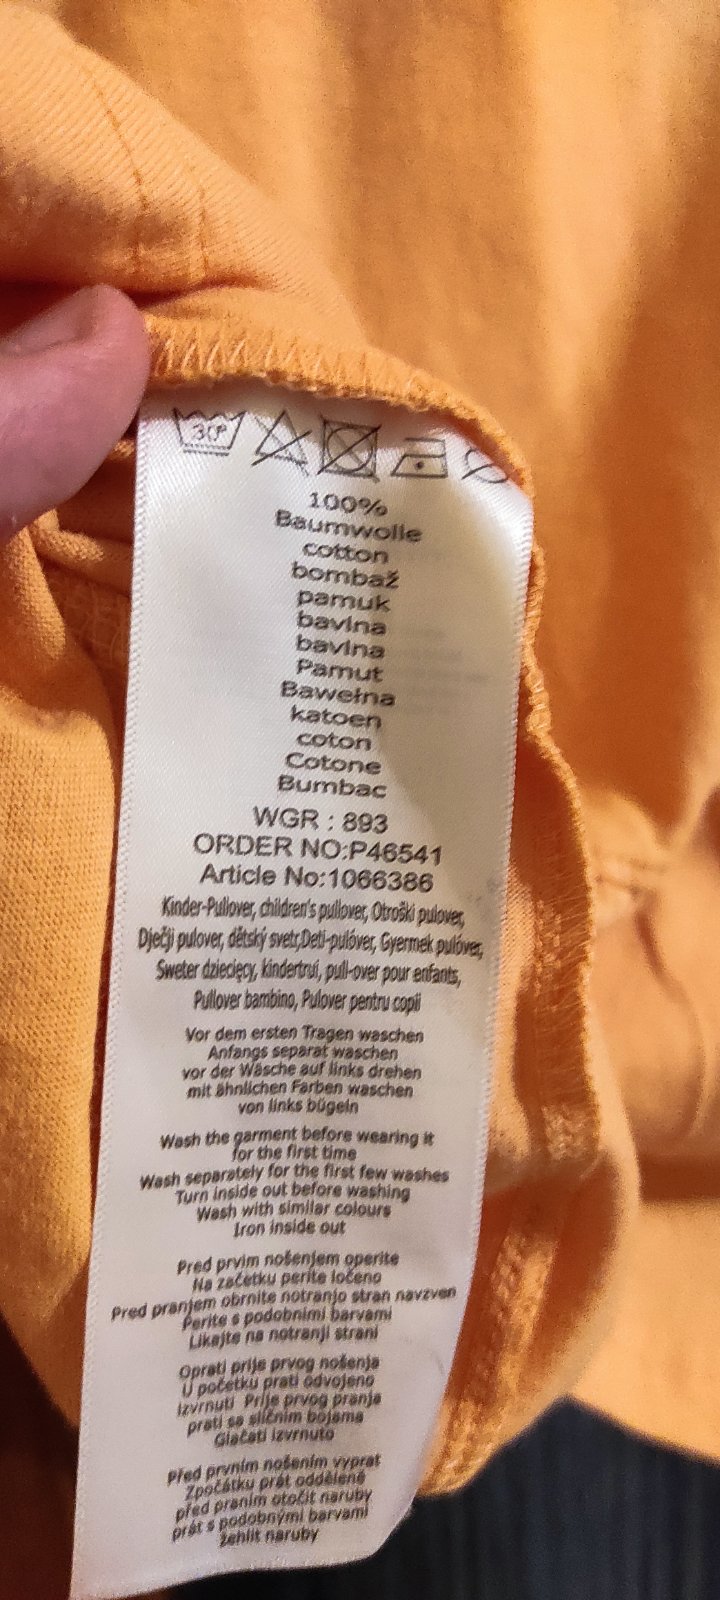 30°
100%
Baumwolle
cotton
bombaž
pamuk
bavlna
bavlna
Pamut
Bawełna
katoen
coton
Cotone
Bumbac
WGR : 893
ORDER NO:P46541
Article No:1066386
Kinder-Pullover, children's pullover, Otroški pulover,
Dječji pulover, dětský svetr,Deti-pulóver, Gyermek pulóver,
Sweter dziecięcy, kindertrui, pull-over pour enfants,
Pullover bambino, Pulover pentru copii
Vor dem ersten Tragen waschen
Anfangs separat waschen
vor der Wäsche auf links drehen
mit ähnlichen Farben waschen
von links bügeln
Wash the garment before wearing it
for the first time
Wash separately for the first few washes
Turn inside out before washing
Wash with similar colours
Iron inside out
Pred prvim nošenjem operite
Na začetku perite ločeno
Pred pranjem obrnite notranjo stran navzven
Perite s podobnimi barvami
Likajte na notranji strani
Oprati prije prvog nošenja
U početku prati odvojeno
Izvrnuti Prije prvog pranja
prati sa sličnim bojama
Glačati izvrnuto
Před prvním nošením vyprat
Zpočátku prát odděleně
před praním otočit naruby
prát s podobnými barvami
žehlit naruby